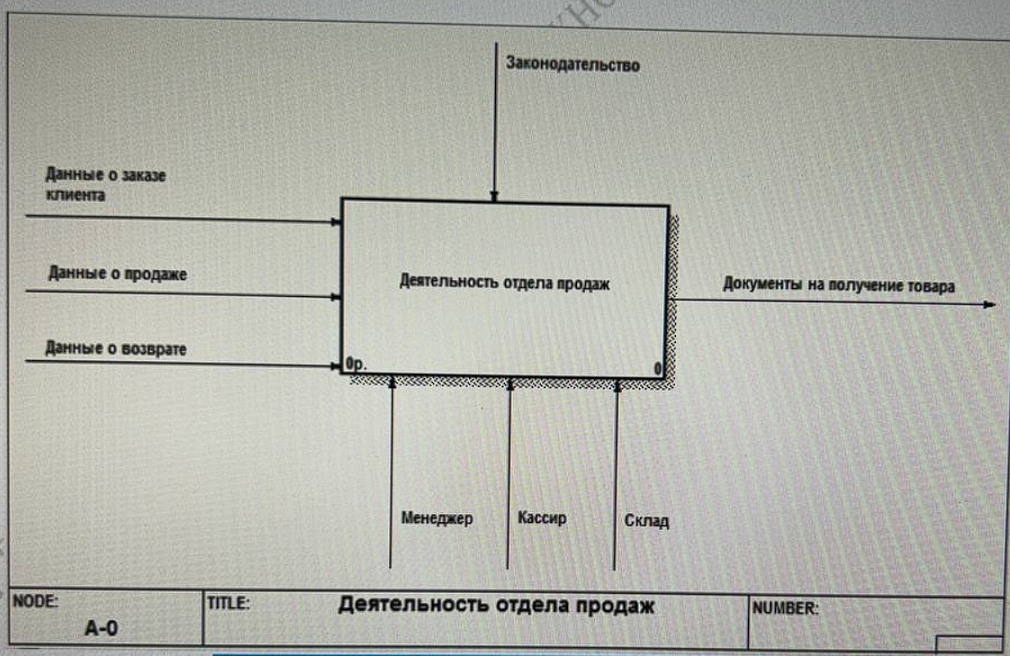 Законодательство
Данные о заказе
клиента
Данные о продаже
Деятельность отдела продаж
Документы на получение товара
Данные о возврате
0р.
0
Менеджер
Кассир
Склад
NODE:
TITLE:
Деятельность отдела продаж
NUMBER:
A-0